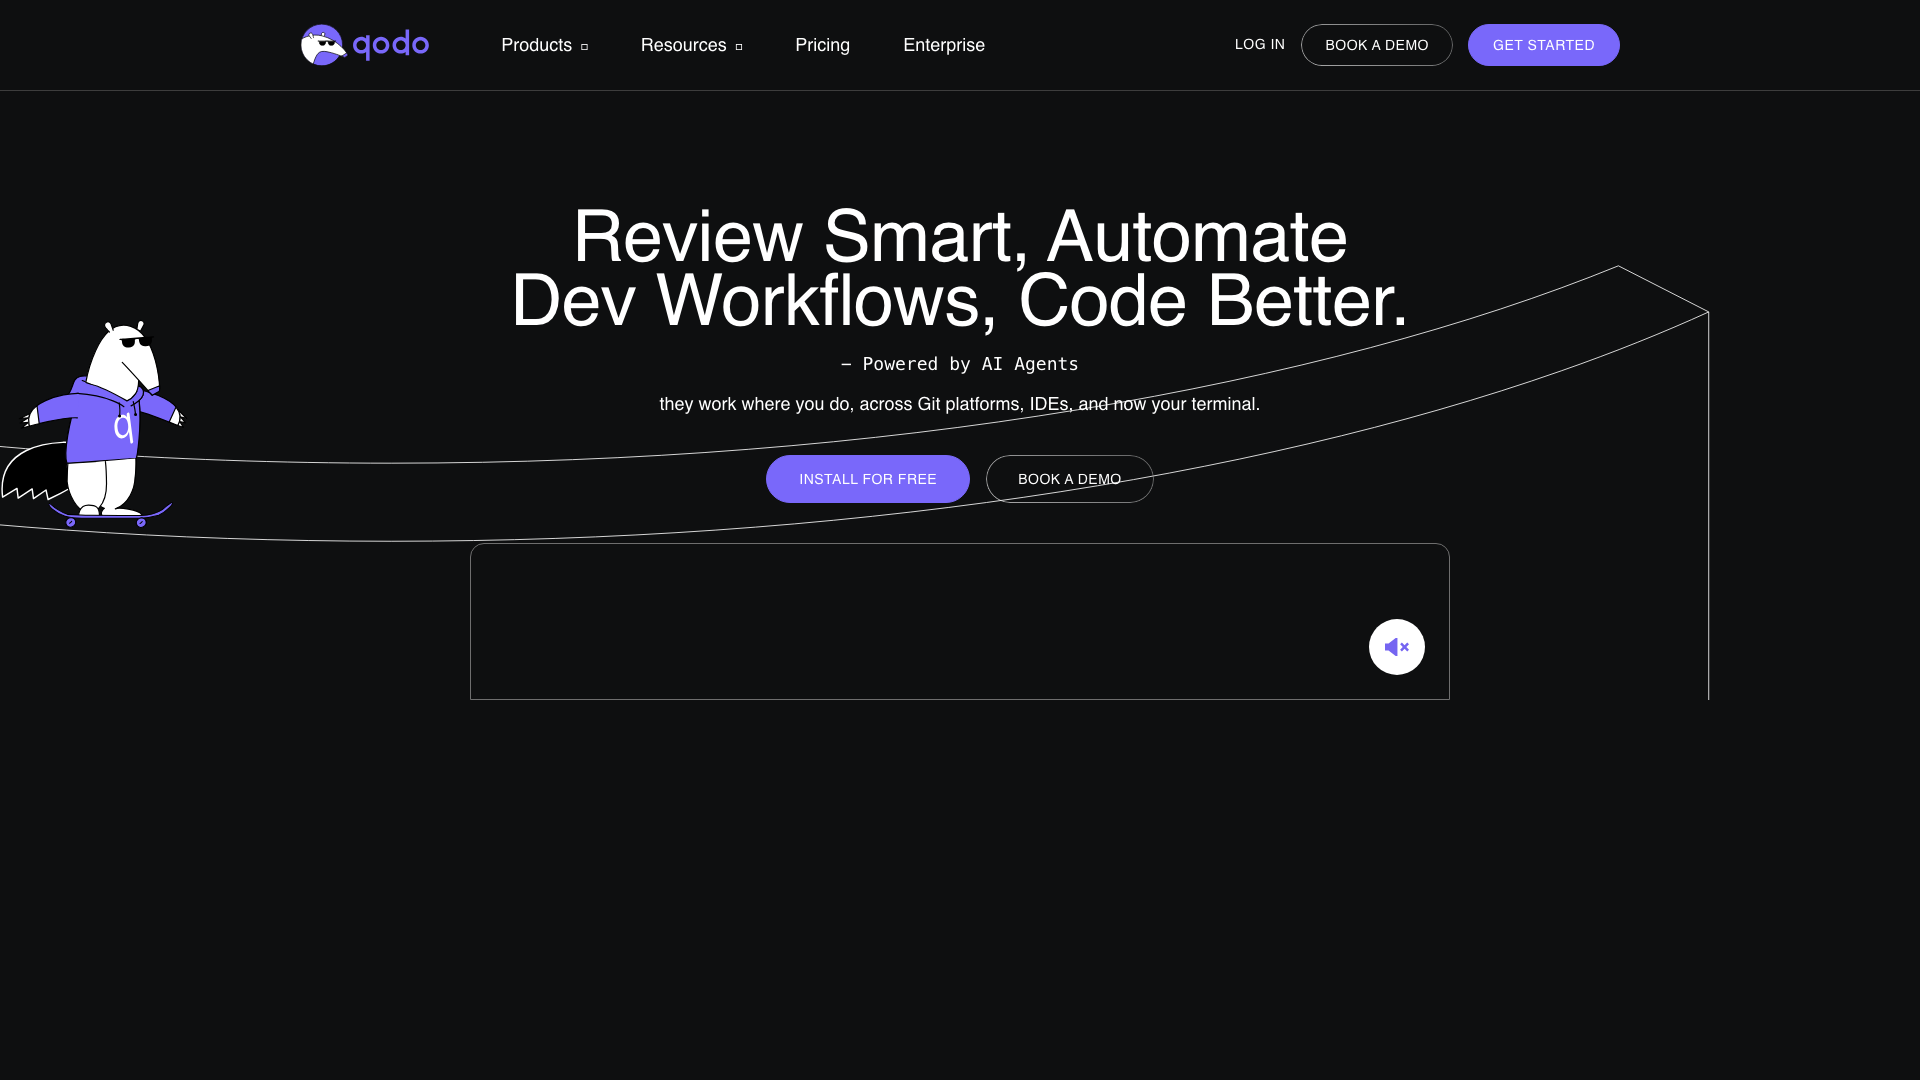 qodo
Products
Resources
Pricing
Enterprise
LOG IN
BOOK A DEMO
GET STARTED
Review Smart, Automate
Dev Workflows, Code Better.
– Powered by AI Agents
they work where you do, across Git platforms, IDEs, and now your terminal.
q
INSTALL FOR FREE
BOOK A DEMO